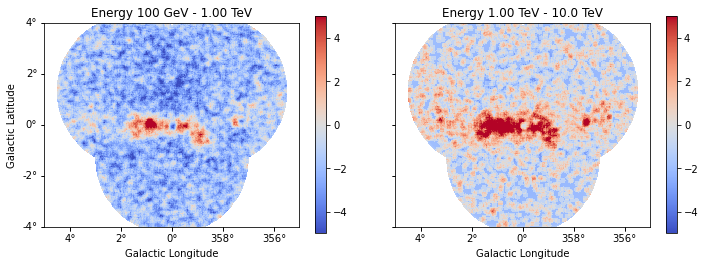 Energy 100 GeV - 1.00 TeV
Energy 1.00 TeV - 10.0 TeV
4°
2°
0°
-2°
-4°
Galactic Latitude
4° 2° 0° 358° 356°
Galactic Longitude
4
2
0
−2
−4
4° 2° 0° 358° 356°
Galactic Longitude
4
2
0
−2
−4